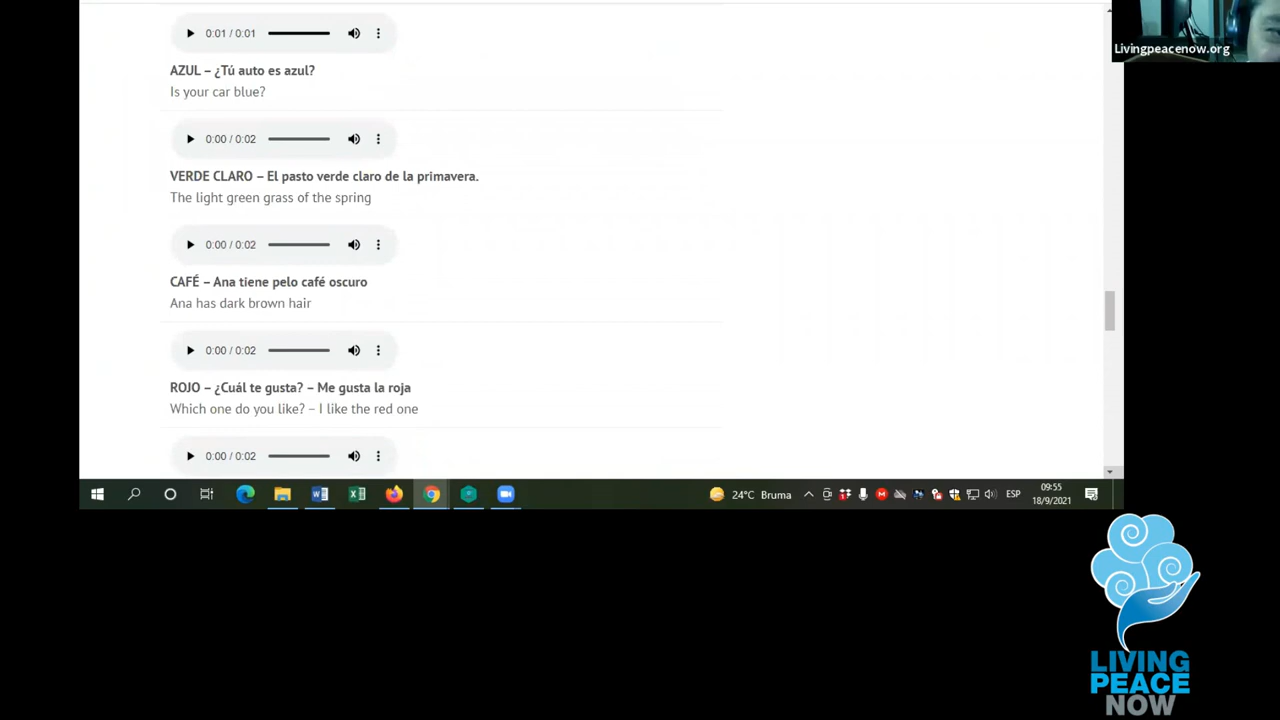 Livingpeacenow.org
0:01 / 0:01
AZUL – ¿Tú auto es azul?
Is your car blue?
0:00 / 0:02
VERDE CLARO – El pasto verde claro de la primavera.
The light green grass of the spring
0:00 / 0:02
CAFÉ – Ana tiene pelo café oscuro
Ana has dark brown hair
0:00 / 0:02
ROJO – ¿Cuál te gusta? – Me gusta la roja
Which one do you like? – I like the red one
0:00 / 0:02
24°C Bruma
ESP
09:55
18/9/2021
LIVING
PEACE
NOW